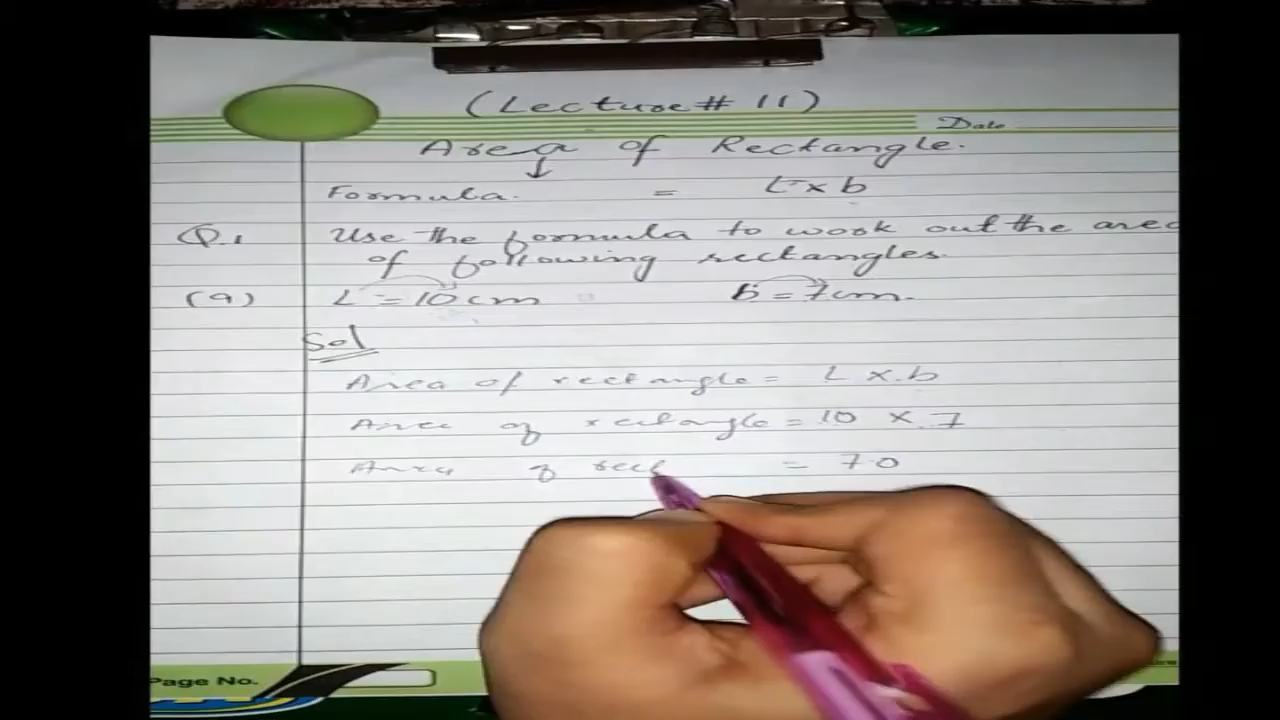 (Lecture # 11)
Date
Area of Rectangle.
Formula. = L x b
Q.1 Use the formula to wook out the area
of following rectangles.
(a) L = 10cm b = 7cm.
Sol
Area of rectangle = L x b
Area of rectangle = 10 x 7
Area of rect = 70
Page No.